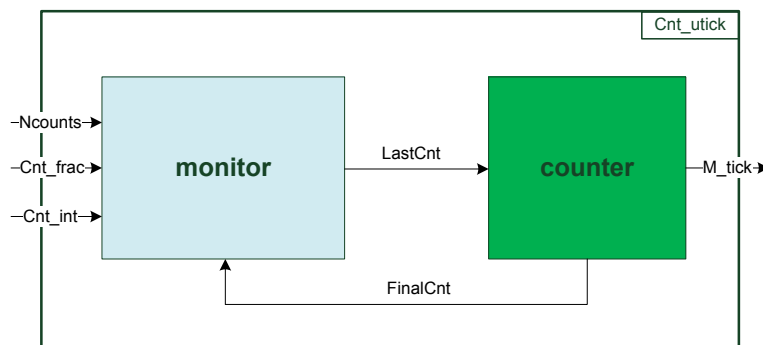 Cnt_utick
Ncounts
Cnt_frac
Cnt_int
monitor
LastCnt
counter
M_tick
FinalCnt